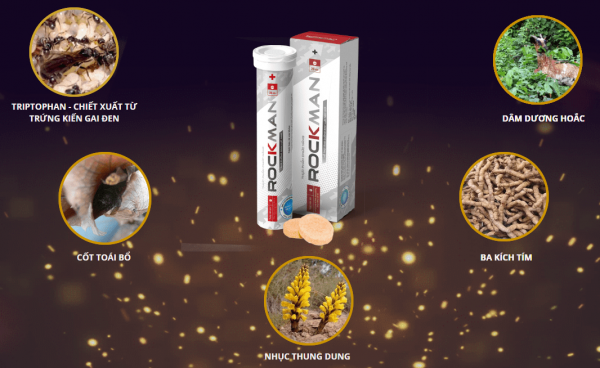 ROCKMAN
ROCKMAN
TRIPTOPHAN - CHIẾT XUẤT TỪ
TRỨNG KIẾN GAI ĐEN
DÂM DƯƠNG HOẮC
CỐT TOÁI BỔ
BA KÍCH TÍM
NHỤC THUNG DUNG